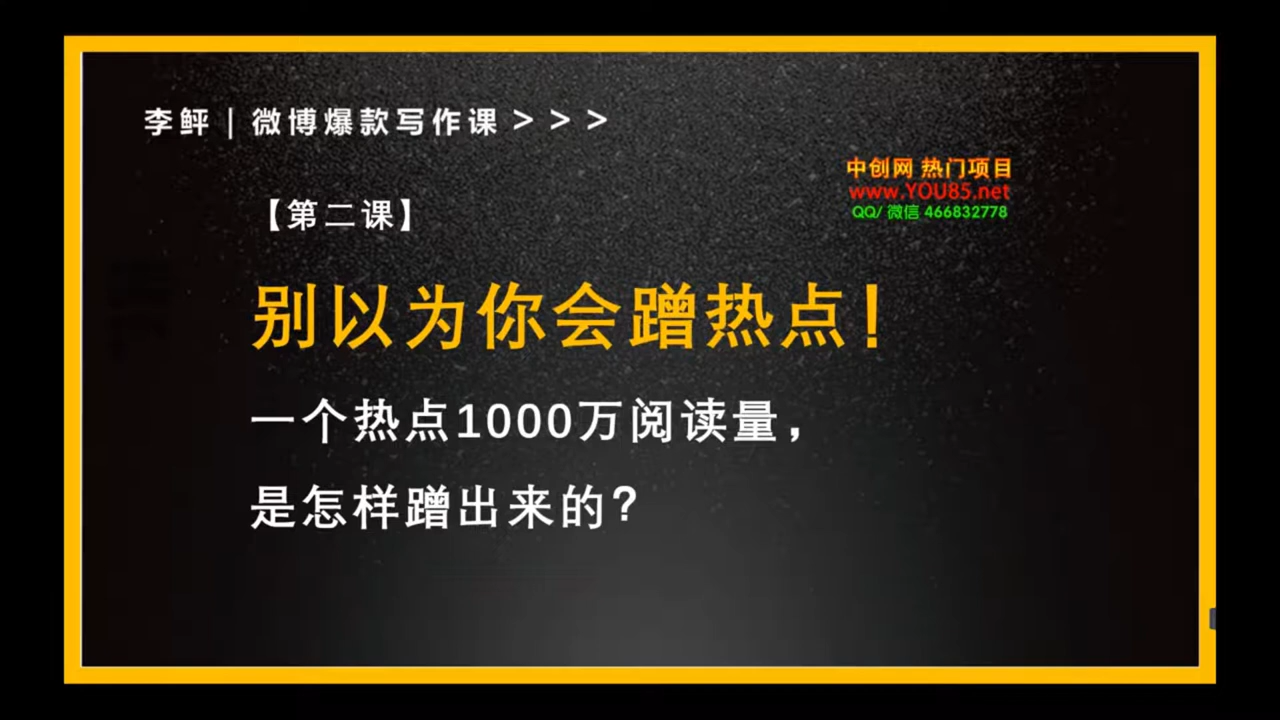 李鲆 | 微博爆款写作课 > > >
中创网 热门项目
www.YOU85.net
QQ/ 微信 466832778
【第二课】
别以为你会蹭热点！
一个热点1000万阅读量，
是怎样蹭出来的？